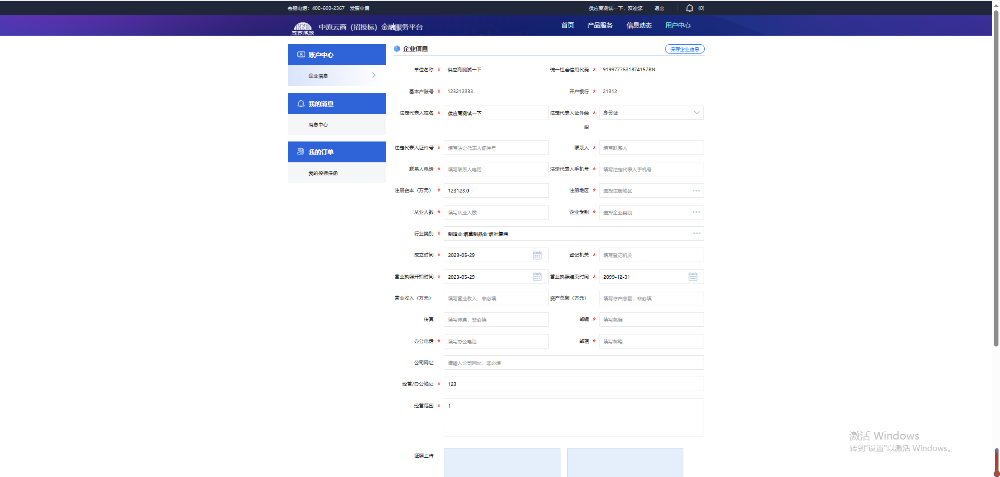 客服电话：400-600-2367 发票申请
供应商测试一下，欢迎您 退出 (0)
河南能源
中原云商（招投标）金融服务平台
首页 产品服务 信息动态 用户中心
账户中心
企业信息
我的消息
消息中心
我的订单
我的投标保函
企业信息
保存企业信息
单位名称 * 供应商测试一下 统一社会信用代码 * 9199777631874157BN
基本户账号 * 123212333 开户银行 * 21312
法定代表人姓名 * 供应商测试一下 法定代表人证件类型 * 身份证
法定代表人证件号 * 填写法定代表人证件号 联系人 * 填写联系人
联系人电话 * 填写联系人电话 法定代表人手机号 * 填写法定代表人手机号
注册资本（万元） * 123123.0 注册地区 * 选择注册地区
从业人数 * 填写从业人数 企业类别 * 选择企业类别
行业类别 * 制造业·烟草制品业·烟叶复烤
成立时间 * 2023-05-29 登记机关 * 填写登记机关
营业执照开始时间 * 2023-05-29 营业执照结束时间 * 2099-12-31
营业收入（万元） 填写营业收入，非必填 资产总额（万元） 填写资产总额，非必填
传真 填写传真，非必填 邮编 * 填写邮编
办公电话 * 填写办公电话 邮箱 * 填写邮箱
公司网址 请输入公司网址，非必填
经营/办公地址 * 123
经营范围 * 1
证照上传
激活 Windows
转到"设置"以激活 Windows。